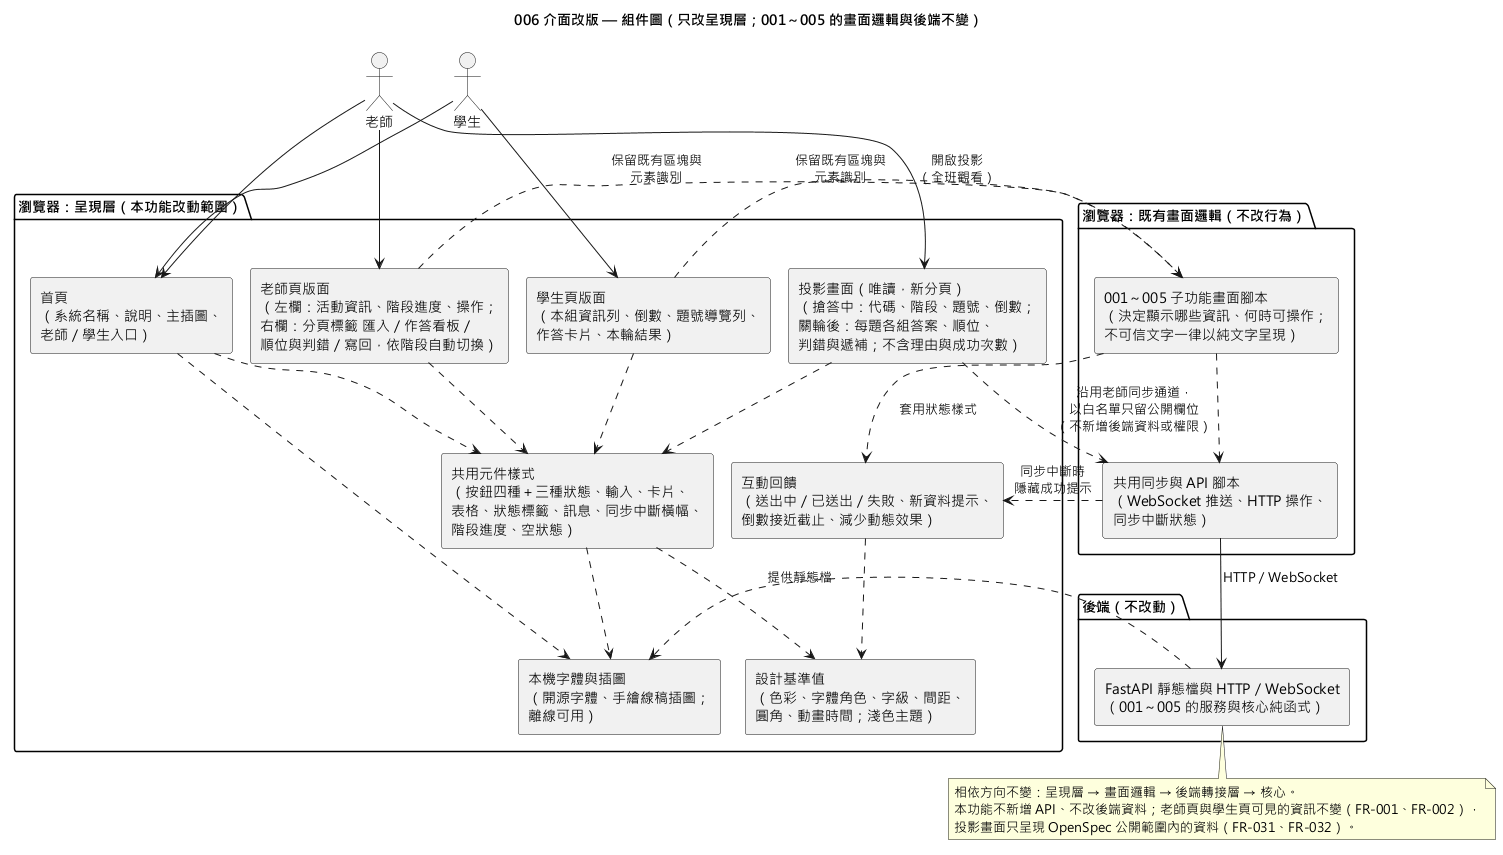 006 介面改版 — 組件圖（只改呈現層；001～005 的畫面邏輯與後端不變）
老師
學生
保留既有區塊與
元素識別
保留既有區塊與
元素識別
開啟投影
（全班觀看）
瀏覽器：呈現層（本功能改動範圍）
瀏覽器：既有畫面邏輯（不改行為）
首頁
（系統名稱、說明、主插圖、
老師 / 學生入口）
老師頁版面
（左欄：活動資訊、階段進度、操作；
右欄：分頁標籤 匯入 / 作答看板 /
順位與判錯 / 寫回，依階段自動切換）
學生頁版面
（本組資訊列、倒數、題號導覽列、
作答卡片、本輪結果）
投影畫面（唯讀，新分頁）
（搶答中：代碼、階段、題號、倒數；
關輪後：每題各組答案、順位、
判錯與遞補；不含理由與成功次數）
001～005 子功能畫面腳本
（決定顯示哪些資訊、何時可操作；
不可信文字一律以純文字呈現）
套用狀態樣式
沿用老師同步通道，
以白名單只留公開欄位
（不新增後端資料或權限）
共用元件樣式
（按鈕四種 + 三種狀態、輸入、卡片、
表格、狀態標籤、訊息、同步中斷橫幅、
階段進度、空狀態）
互動回饋
（送出中 / 已送出 / 失敗、新資料提示、
倒數接近截止、減少動態效果）
同步中斷時
隱藏成功提示
共用同步與 API 腳本
（WebSocket 推送、HTTP 操作、
同步中斷狀態）
提供靜態檔
HTTP / WebSocket
後端（不改動）
本機字體與插圖
（開源字體、手繪線稿插圖；
離線可用）
設計基準值
（色彩、字體角色、字級、間距、
圓角、動畫時間；淺色主題）
FastAPI 靜態檔與 HTTP / WebSocket
（001～005 的服務與核心純函式）
相依方向不變：呈現層 → 畫面邏輯 → 後端轉接層 → 核心。
本功能不新增 API、不改後端資料；老師頁與學生頁可見的資訊不變（FR-001、FR-002），
投影畫面只呈現 OpenSpec 公開範圍內的資料（FR-031、FR-032）。